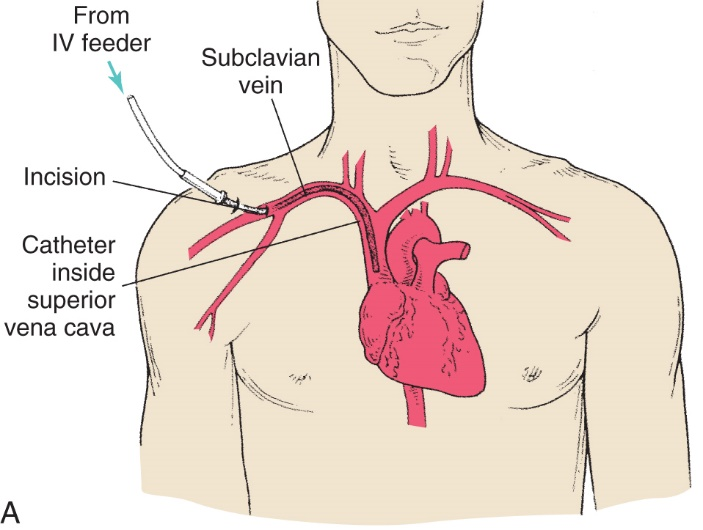 From
IV feeder
Subclavian
vein
Incision
Catheter
inside
superior
vena cava
A